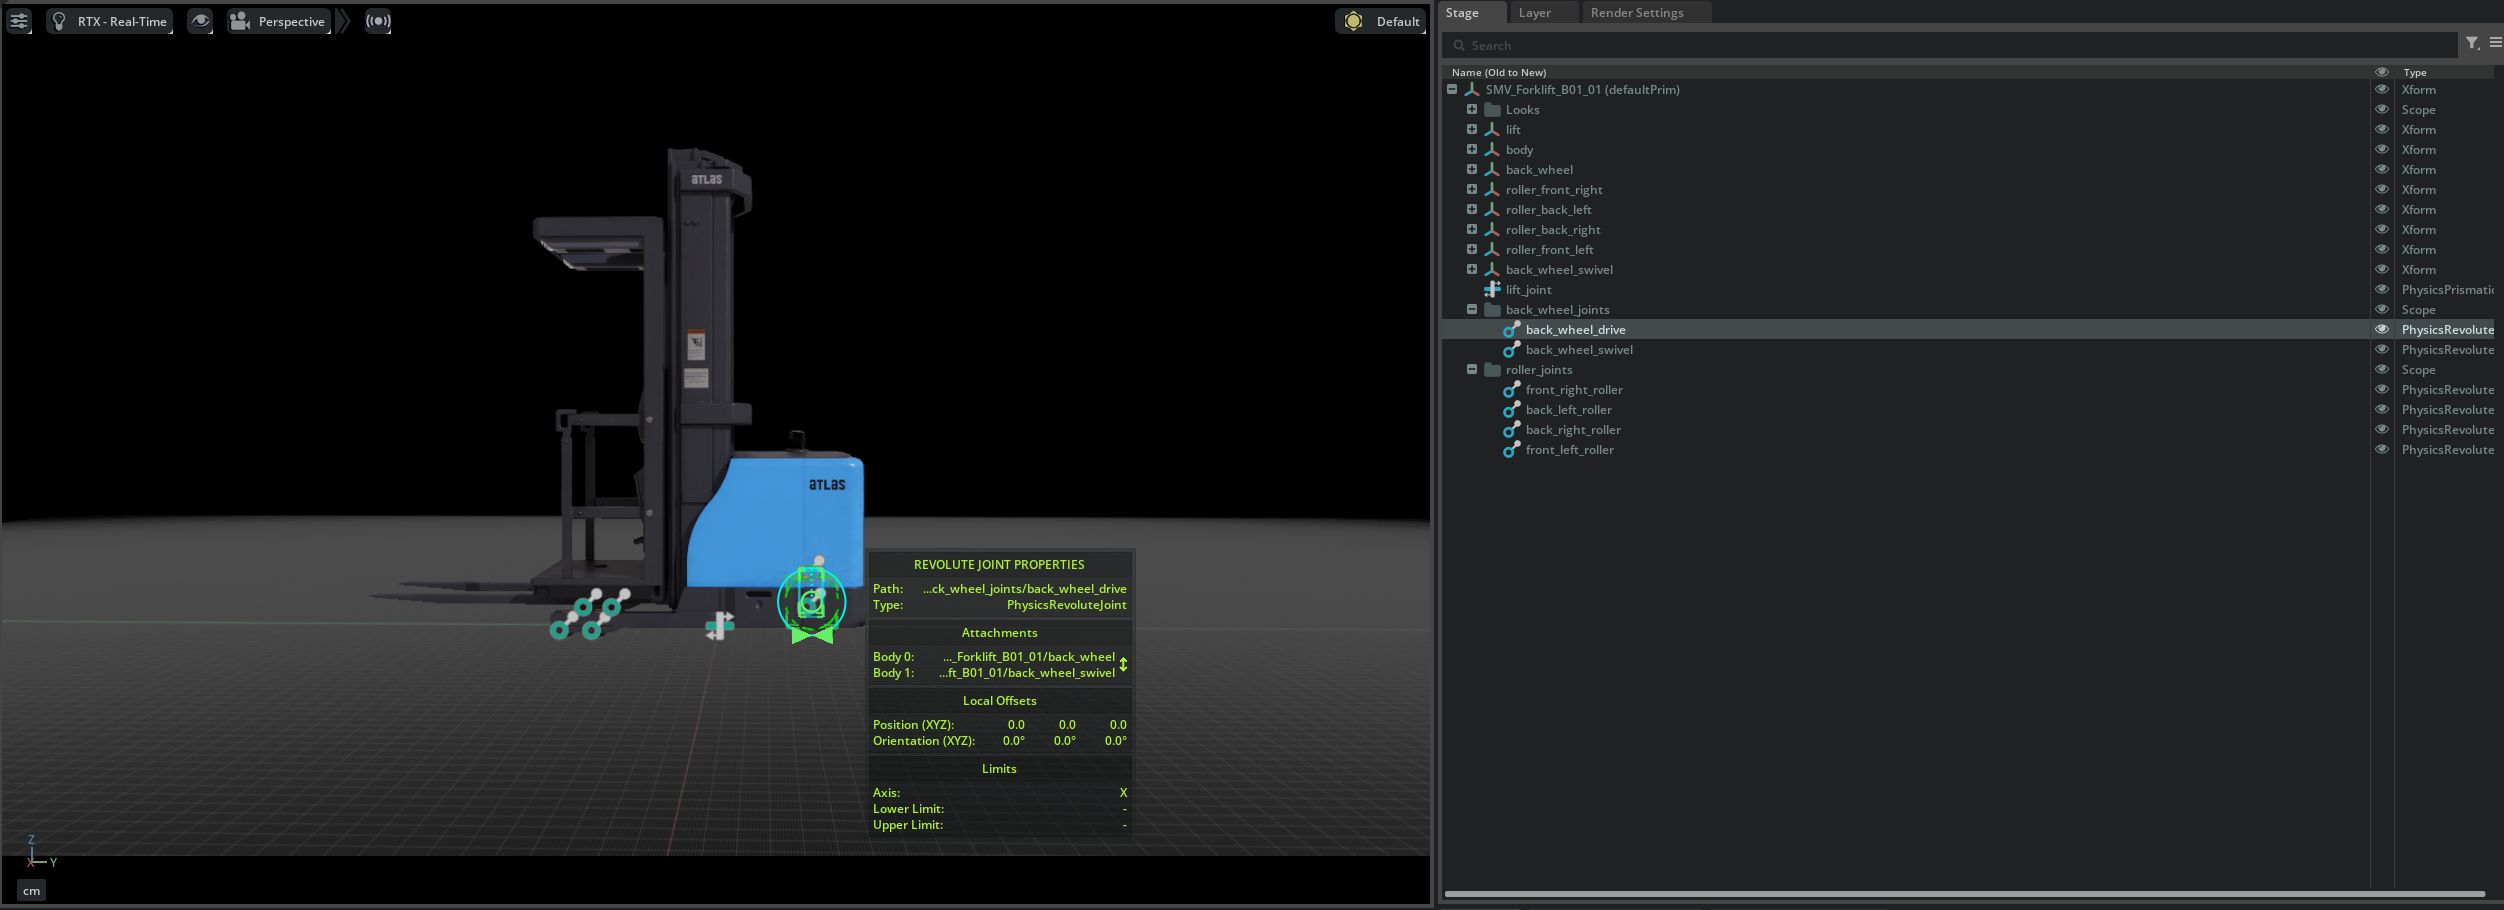 RTX - Real-Time
Perspective
Default
ATLAS
ATLAS
REVOLUTE JOINT PROPERTIES
Path: ...ck_wheel_joints/back_wheel_drive
Type: PhysicsRevoluteJoint
Attachments
Body 0: ..._Forklift_B01_01/back_wheel
Body 1: ...ft_B01_01/back_wheel_swivel
Local Offsets
Position (XYZ): 0.0 0.0 0.0
Orientation (XYZ): 0.0° 0.0° 0.0°
Limits
Axis: X
Lower Limit: -
Upper Limit: -
Z
X Y
cm
Stage Layer Render Settings
Search
Name (Old to New) Type
SMV_Forklift_B01_01 (defaultPrim) Xform
Looks Scope
lift Xform
body Xform
back_wheel Xform
roller_front_right Xform
roller_back_left Xform
roller_back_right Xform
roller_front_left Xform
back_wheel_swivel Xform
lift_joint PhysicsPrismatic
back_wheel_joints Scope
back_wheel_drive PhysicsRevolute
back_wheel_swivel PhysicsRevolute
roller_joints Scope
front_right_roller PhysicsRevolute
back_left_roller PhysicsRevolute
back_right_roller PhysicsRevolute
front_left_roller PhysicsRevolute